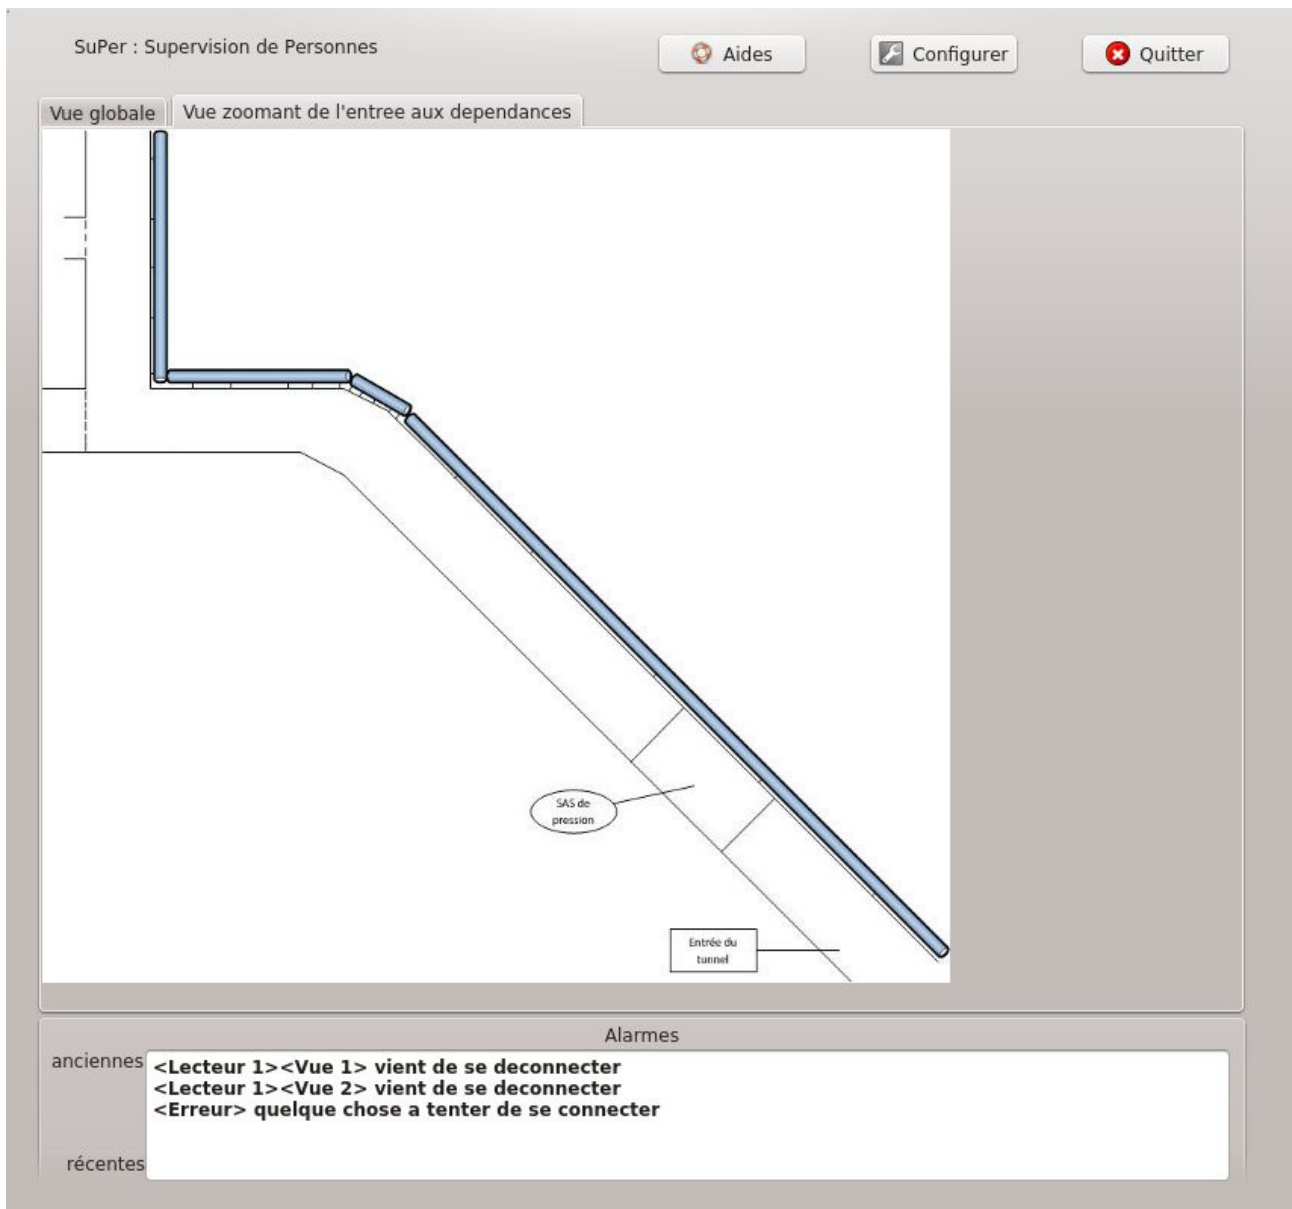 SuPer : Supervision de Personnes
Aides
Configurer
Quitter
Vue globale
Vue zoomant de l'entree aux dependances
SAS de
pression
Entrée du
tunnel
Alarmes
anciennes
<Lecteur 1><Vue 1> vient de se deconnecter
<Lecteur 1><Vue 2> vient de se deconnecter
<Erreur> quelque chose a tenter de se connecter
récentes